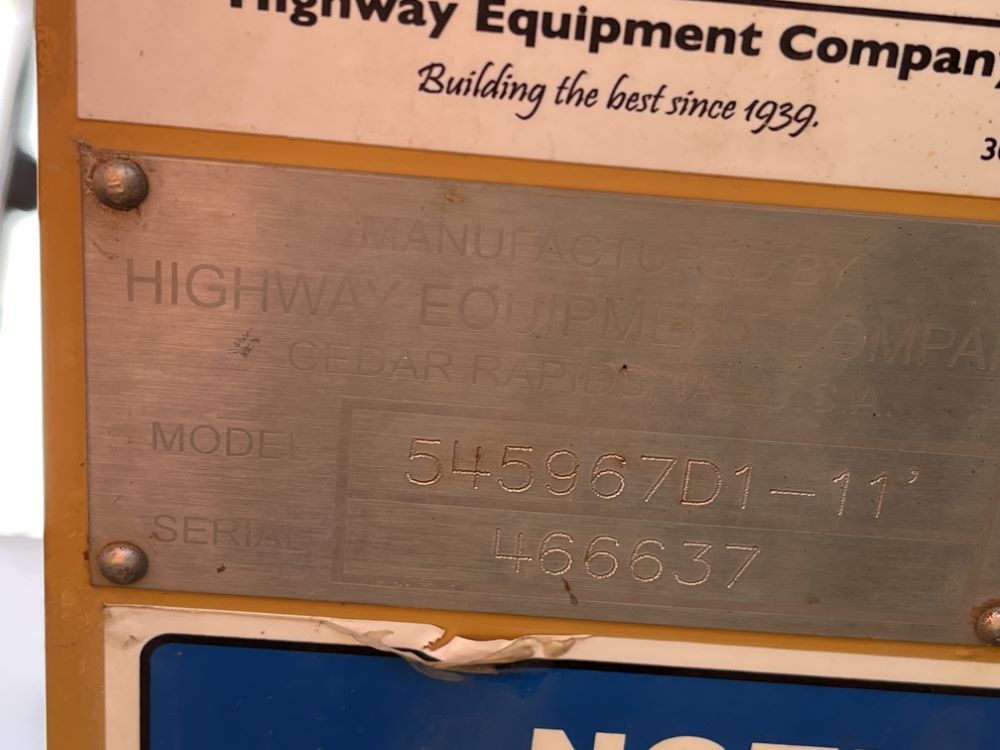 Highway Equipment Company
Building the best since 1939.
MANUFACTURED BY
HIGHWAY EQUIPMENT COMPA
CEDAR RAPIDS, IA. U.S.A.
MODEL 545967D1-11'
SERIAL 466637